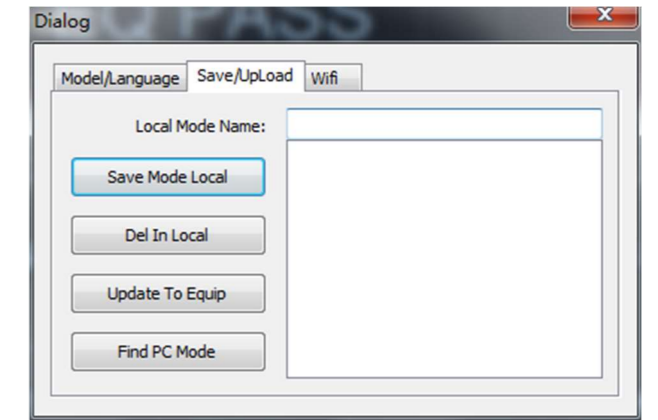 Dialog
Model/Language
Save/UpLoad
Wifi
Local Mode Name:
Save Mode Local
Del In Local
Update To Equip
Find PC Mode